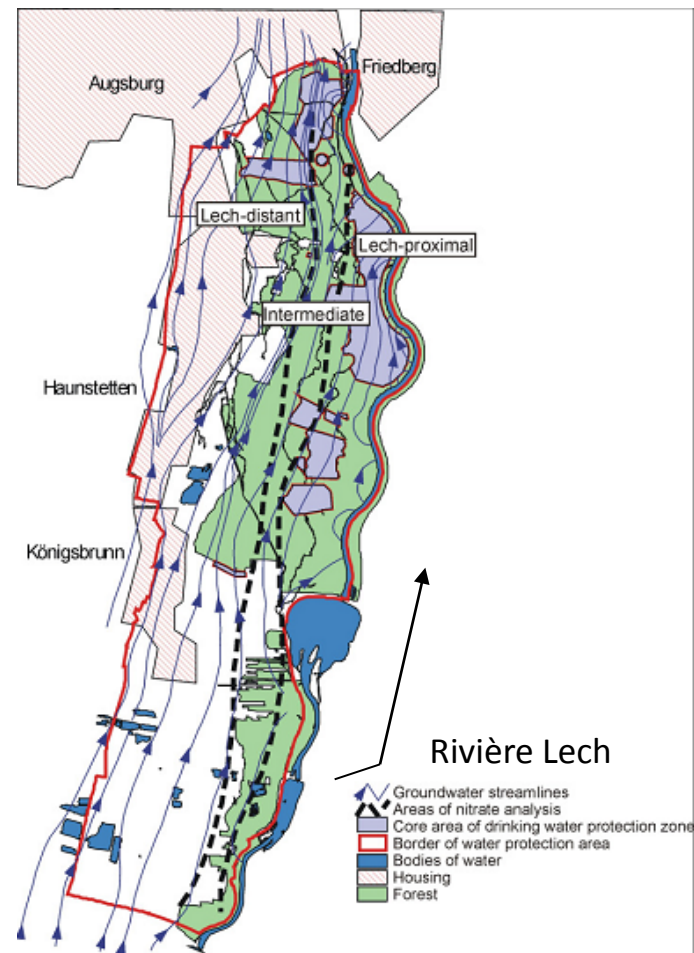 Augsburg
Friedberg
Lech-distant
Lech-proximal
Intermediate
Haunstetten
Königsbrunn
Rivière Lech
Groundwater streamlines
Areas of nitrate analysis
Core area of drinking water protection zone
Border of water protection area
Bodies of water
Housing
Forest